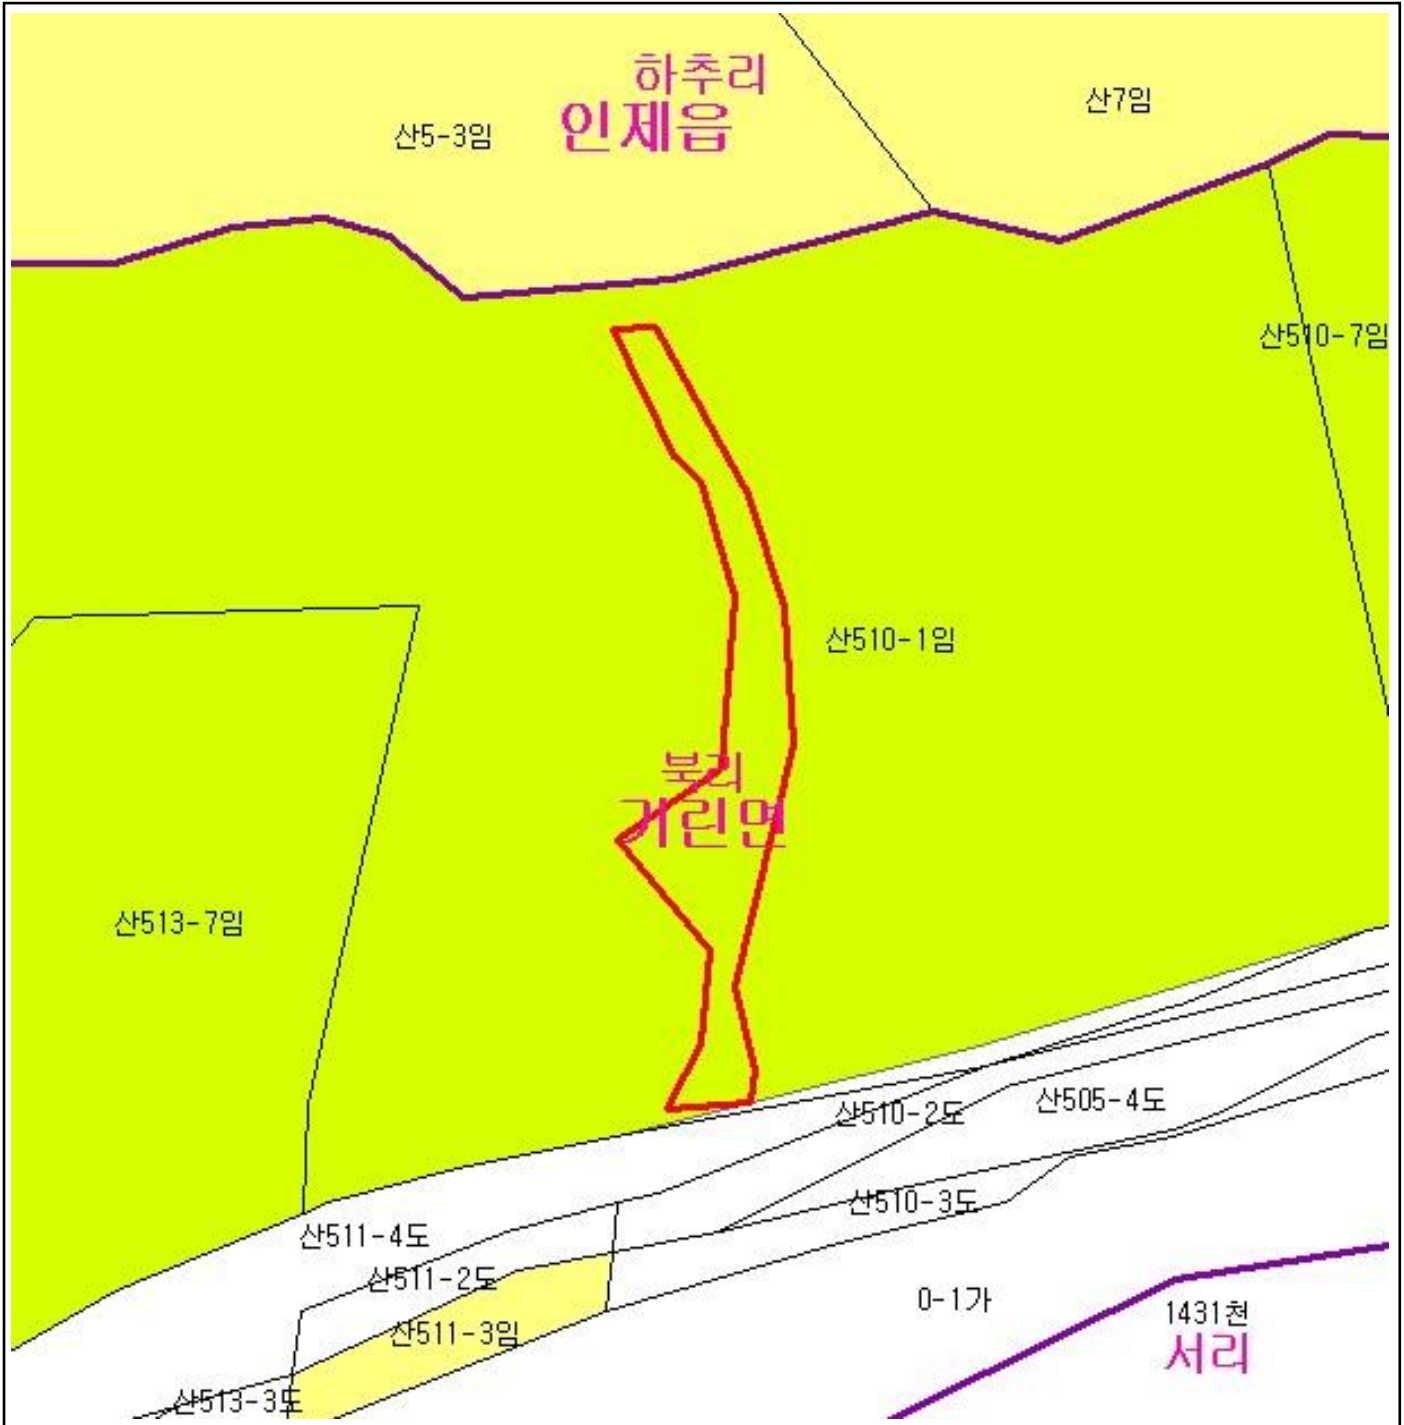 하추리
산7임
산5-3임
인제읍
산510-7임
산510-1임
북리
기린면
산513-7임
산510-2도
산505-4도
산510-3도
산511-4도
산511-2도
0-1가
1431천
산511-3임
서리
산513-3도